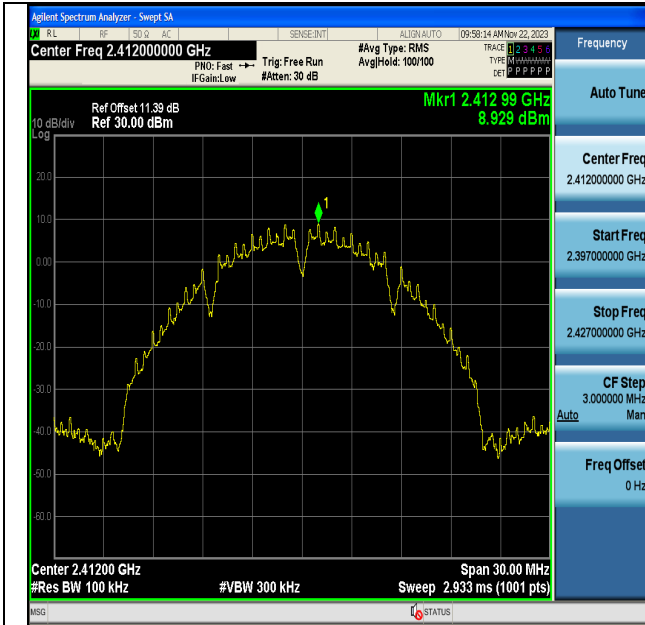 Agilent Spectrum Analyzer - Swept SA
LXI RL RF 50 Ω AC SENSE:INT ALIGN AUTO 09:58:14 AM Nov 22, 2023
Center Freq 2.412000000 GHz #Avg Type: RMS TRACE 1 2 3 4 5 6
PNO: Fast Trig: Free Run Avg|Hold: 100/100 TYPE M WWWWW
IFGain:Low #Atten: 30 dB DET P P P P P P
Mkr1 2.412 99 GHz
8.929 dBm
Ref Offset 11.39 dB
10 dB/div Ref 30.00 dBm
Log
20.0
1
10.0
0.00
-10.0
-20.0
-30.0
-40.0
-50.0
-60.0
Center 2.41200 GHz Span 30.00 MHz
#Res BW 100 kHz #VBW 300 kHz Sweep 2.933 ms (1001 pts)
MSG STATUS
Frequency
Auto Tune
Center Freq
2.412000000 GHz
Start Freq
2.397000000 GHz
Stop Freq
2.427000000 GHz
CF Step
3.000000 MHz
Auto Man
Freq Offset
0 Hz